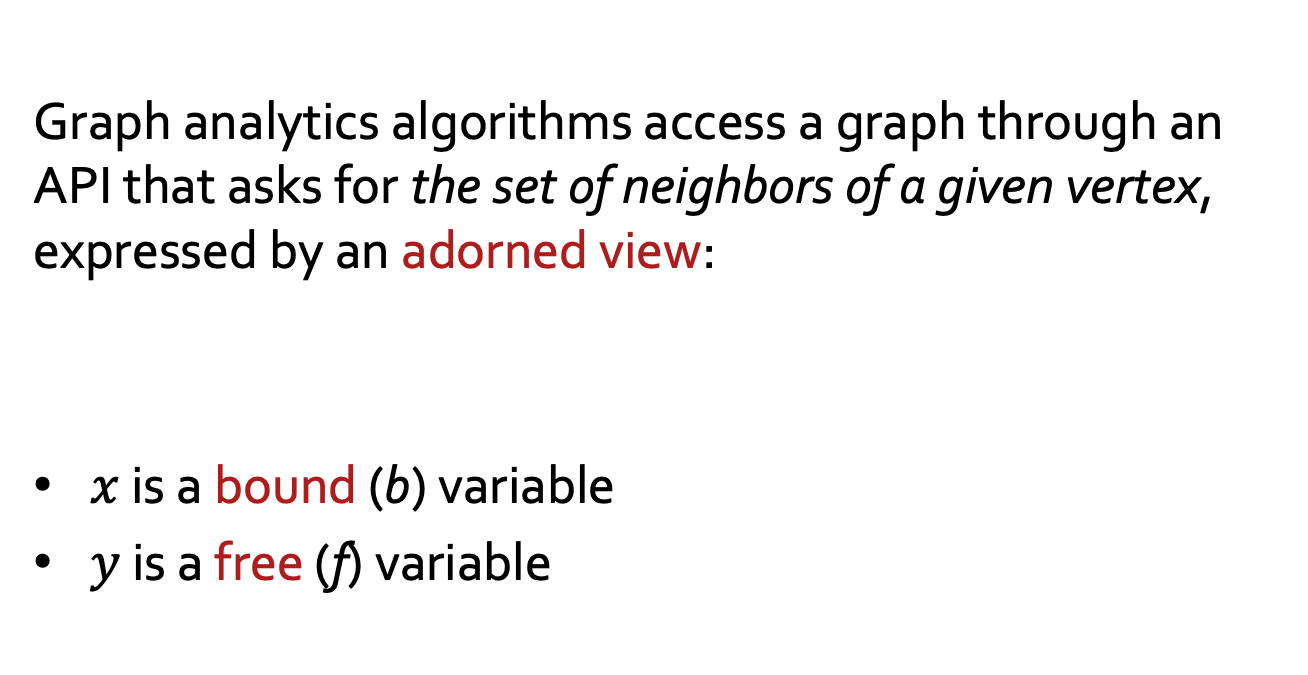 Graph analytics algorithms access a graph through an
API that asks for the set of neighbors of a given vertex,
expressed by an adorned view:
• x is a bound (b) variable
• y is a free (f) variable